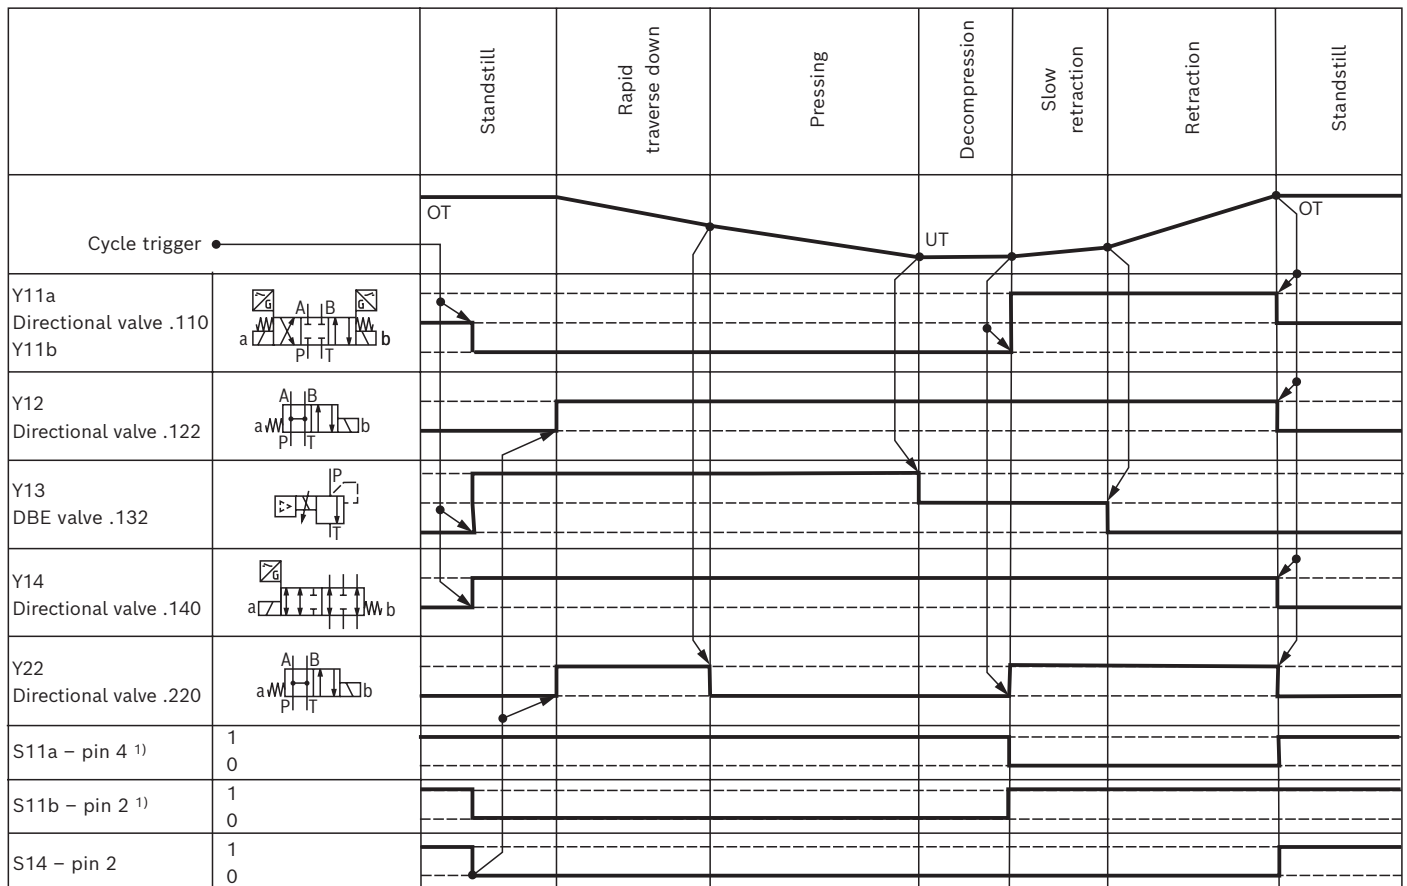 Standstill
Rapid
traverse down
Pressing
Decompression
Slow
retraction
Retraction
Standstill
OT
UT
OT
Cycle trigger
Y11a
Directional valve .110
Y11b
G
G
A B
a
b
P T
Y12
Directional valve .122
A B
a b
P T
Y13
DBE valve .132
P
T
Y14
Directional valve .140
G
a b
Y22
Directional valve .220
A B
a b
P T
S11a – pin 4 1)
1
0
S11b – pin 2 1)
1
0
S14 – pin 2
1
0